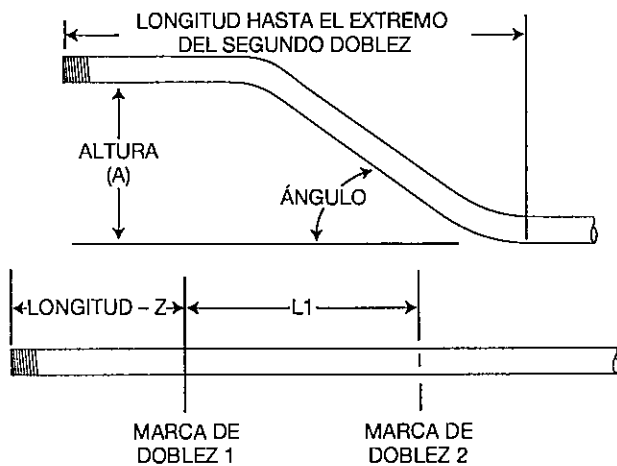 LONGITUD HASTA EL EXTREMO
DEL SEGUNDO DOBLEZ
ALTURA
(A)
ÁNGULO
LONGITUD – Z
L1
MARCA DE
DOBLEZ 1
MARCA DE
DOBLEZ 2